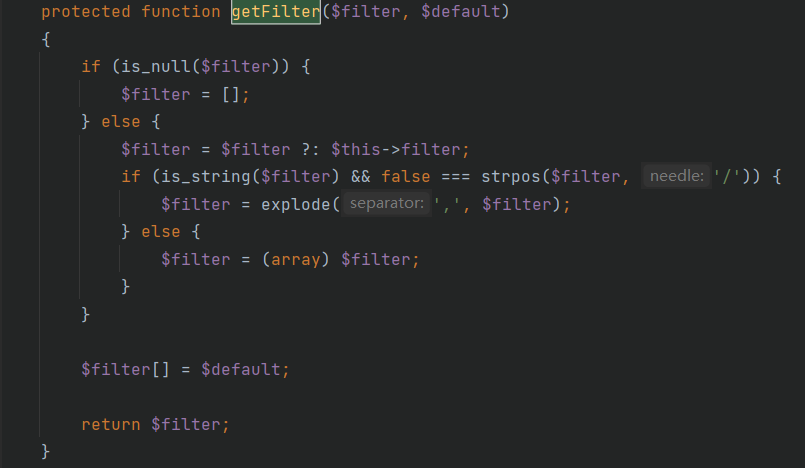 protected function getFilter($filter, $default)
{
    if (is_null($filter)) {
        $filter = [];
    } else {
        $filter = $filter ?: $this->filter;
        if (is_string($filter) && false === strpos($filter, needle: '/')) {
            $filter = explode(separator: ',', $filter);
        } else {
            $filter = (array) $filter;
        }
    }

    $filter[] = $default;

    return $filter;
}